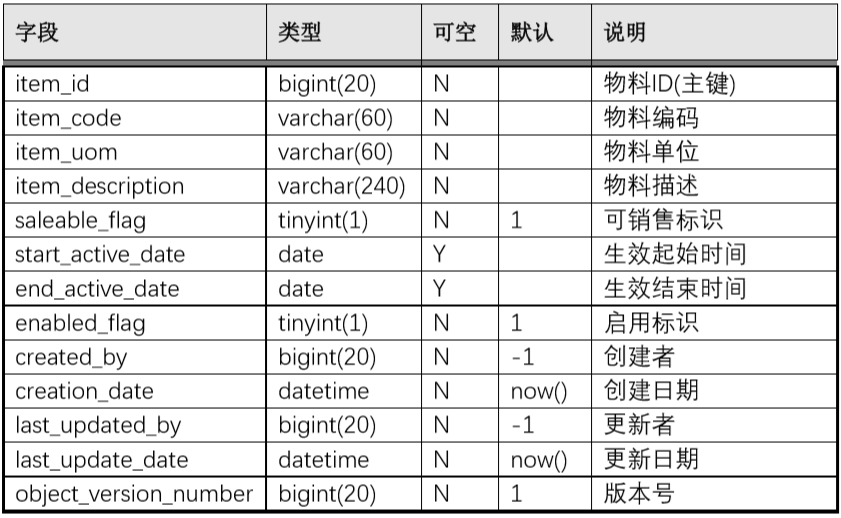 字段 类型 可空 默认 说明
item_id bigint(20) N 物料ID(主键)
item_code varchar(60) N 物料编码
item_uom varchar(60) N 物料单位
item_description varchar(240) N 物料描述
saleable_flag tinyint(1) N 1 可销售标识
start_active_date date Y 生效起始时间
end_active_date date Y 生效结束时间
enabled_flag tinyint(1) N 1 启用标识
created_by bigint(20) N -1 创建者
creation_date datetime N now() 创建日期
last_updated_by bigint(20) N -1 更新者
last_update_date datetime N now() 更新日期
object_version_number bigint(20) N 1 版本号